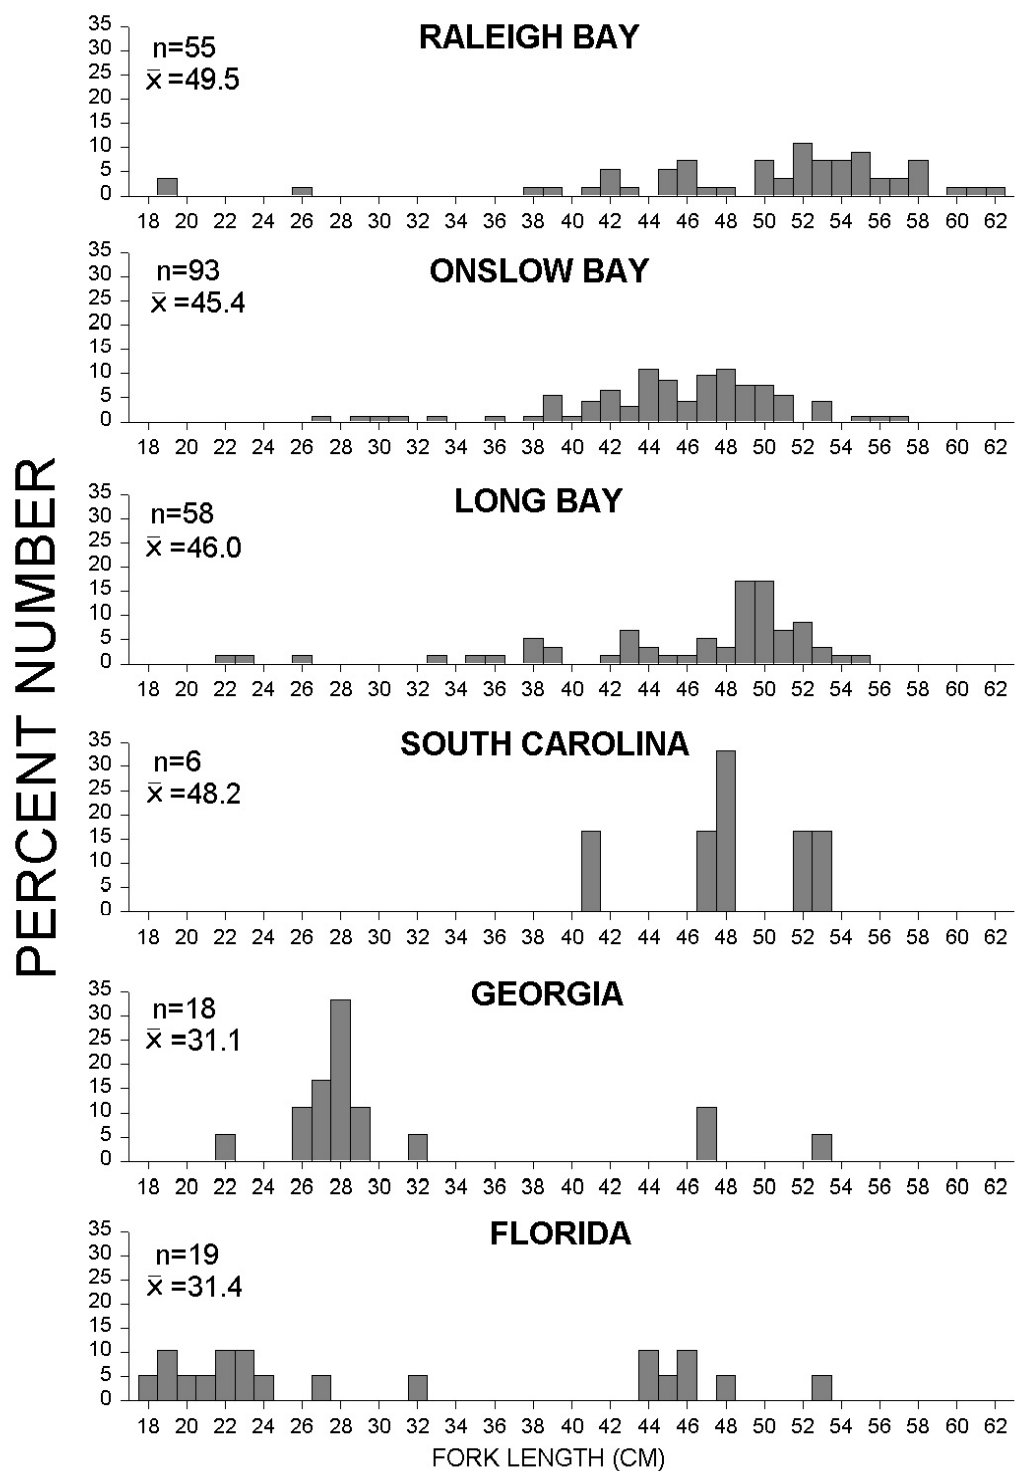 PERCENT NUMBER
RALEIGH BAY
n=55
x̄ =49.5
35
30
25
20
15
10
5
0
18 20 22 24 26 28 30 32 34 36 38 40 42 44 46 48 50 52 54 56 58 60 62
ONSLOW BAY
n=93
x̄ =45.4
35
30
25
20
15
10
5
0
18 20 22 24 26 28 30 32 34 36 38 40 42 44 46 48 50 52 54 56 58 60 62
LONG BAY
n=58
x̄ =46.0
35
30
25
20
15
10
5
0
18 20 22 24 26 28 30 32 34 36 38 40 42 44 46 48 50 52 54 56 58 60 62
SOUTH CAROLINA
n=6
x̄ =48.2
35
30
25
20
15
10
5
0
18 20 22 24 26 28 30 32 34 36 38 40 42 44 46 48 50 52 54 56 58 60 62
GEORGIA
n=18
x̄ =31.1
35
30
25
20
15
10
5
0
18 20 22 24 26 28 30 32 34 36 38 40 42 44 46 48 50 52 54 56 58 60 62
FLORIDA
n=19
x̄ =31.4
35
30
25
20
15
10
5
0
18 20 22 24 26 28 30 32 34 36 38 40 42 44 46 48 50 52 54 56 58 60 62
FORK LENGTH (CM)